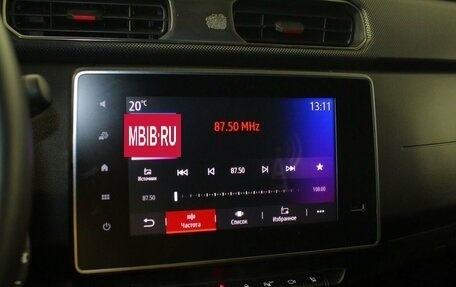 20°C
13:11
MBIB·RU
87.50 MHz
Источник
87.50
87.50
108.00
Частота
Список
Избранное